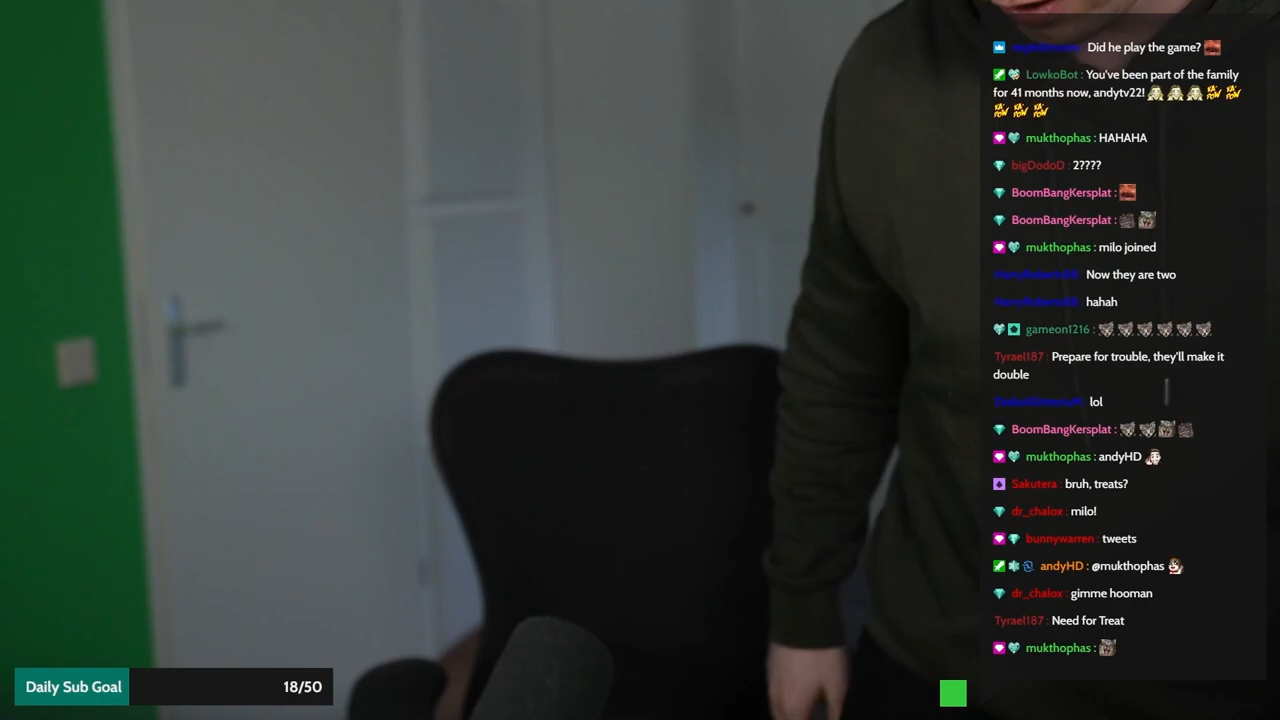 Did he play the game?
LowkoBot : You've been part of the family
for 41 months now, andytv22!
mukthophas : HAHAHA
bigDodoD : 2????
BoomBangKersplat :
BoomBangKersplat :
mukthophas : milo joined
Now they are two
hahah
gameon1216 :
Tyrael187 : Prepare for trouble, they'll make it
double
lol
BoomBangKersplat :
mukthophas : andyHD
Sakutera : bruh, treats?
dr_chalox : milo!
bunnywarren : tweets
andyHD : @mukthophas
dr_chalox : gimme hooman
Tyrael187 : Need for Treat
mukthophas :
Daily Sub Goal 18/50